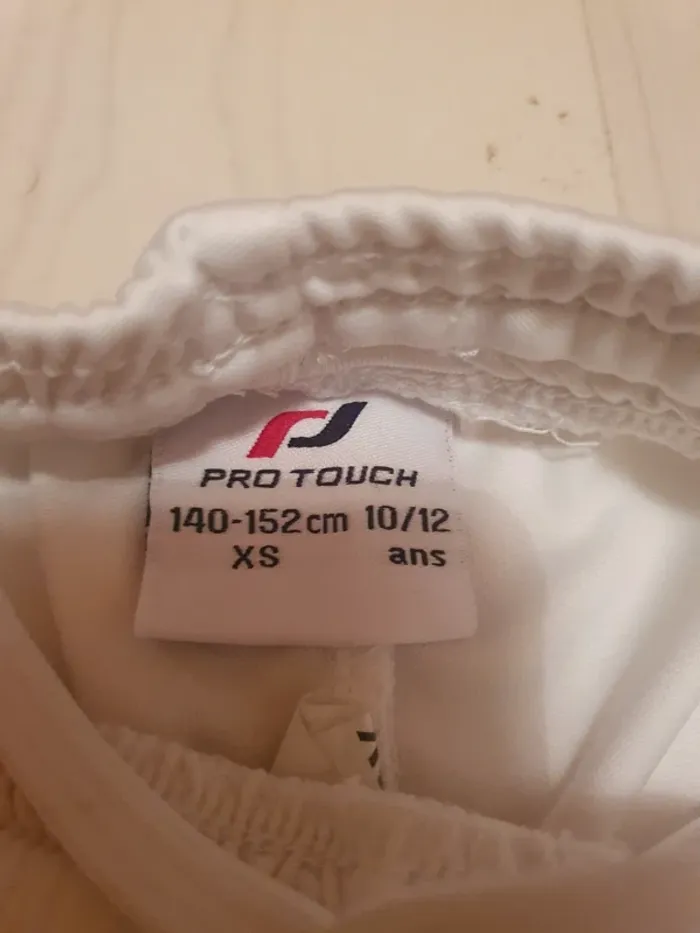 PRO TOUCH
140-152cm 10/12
XS ans